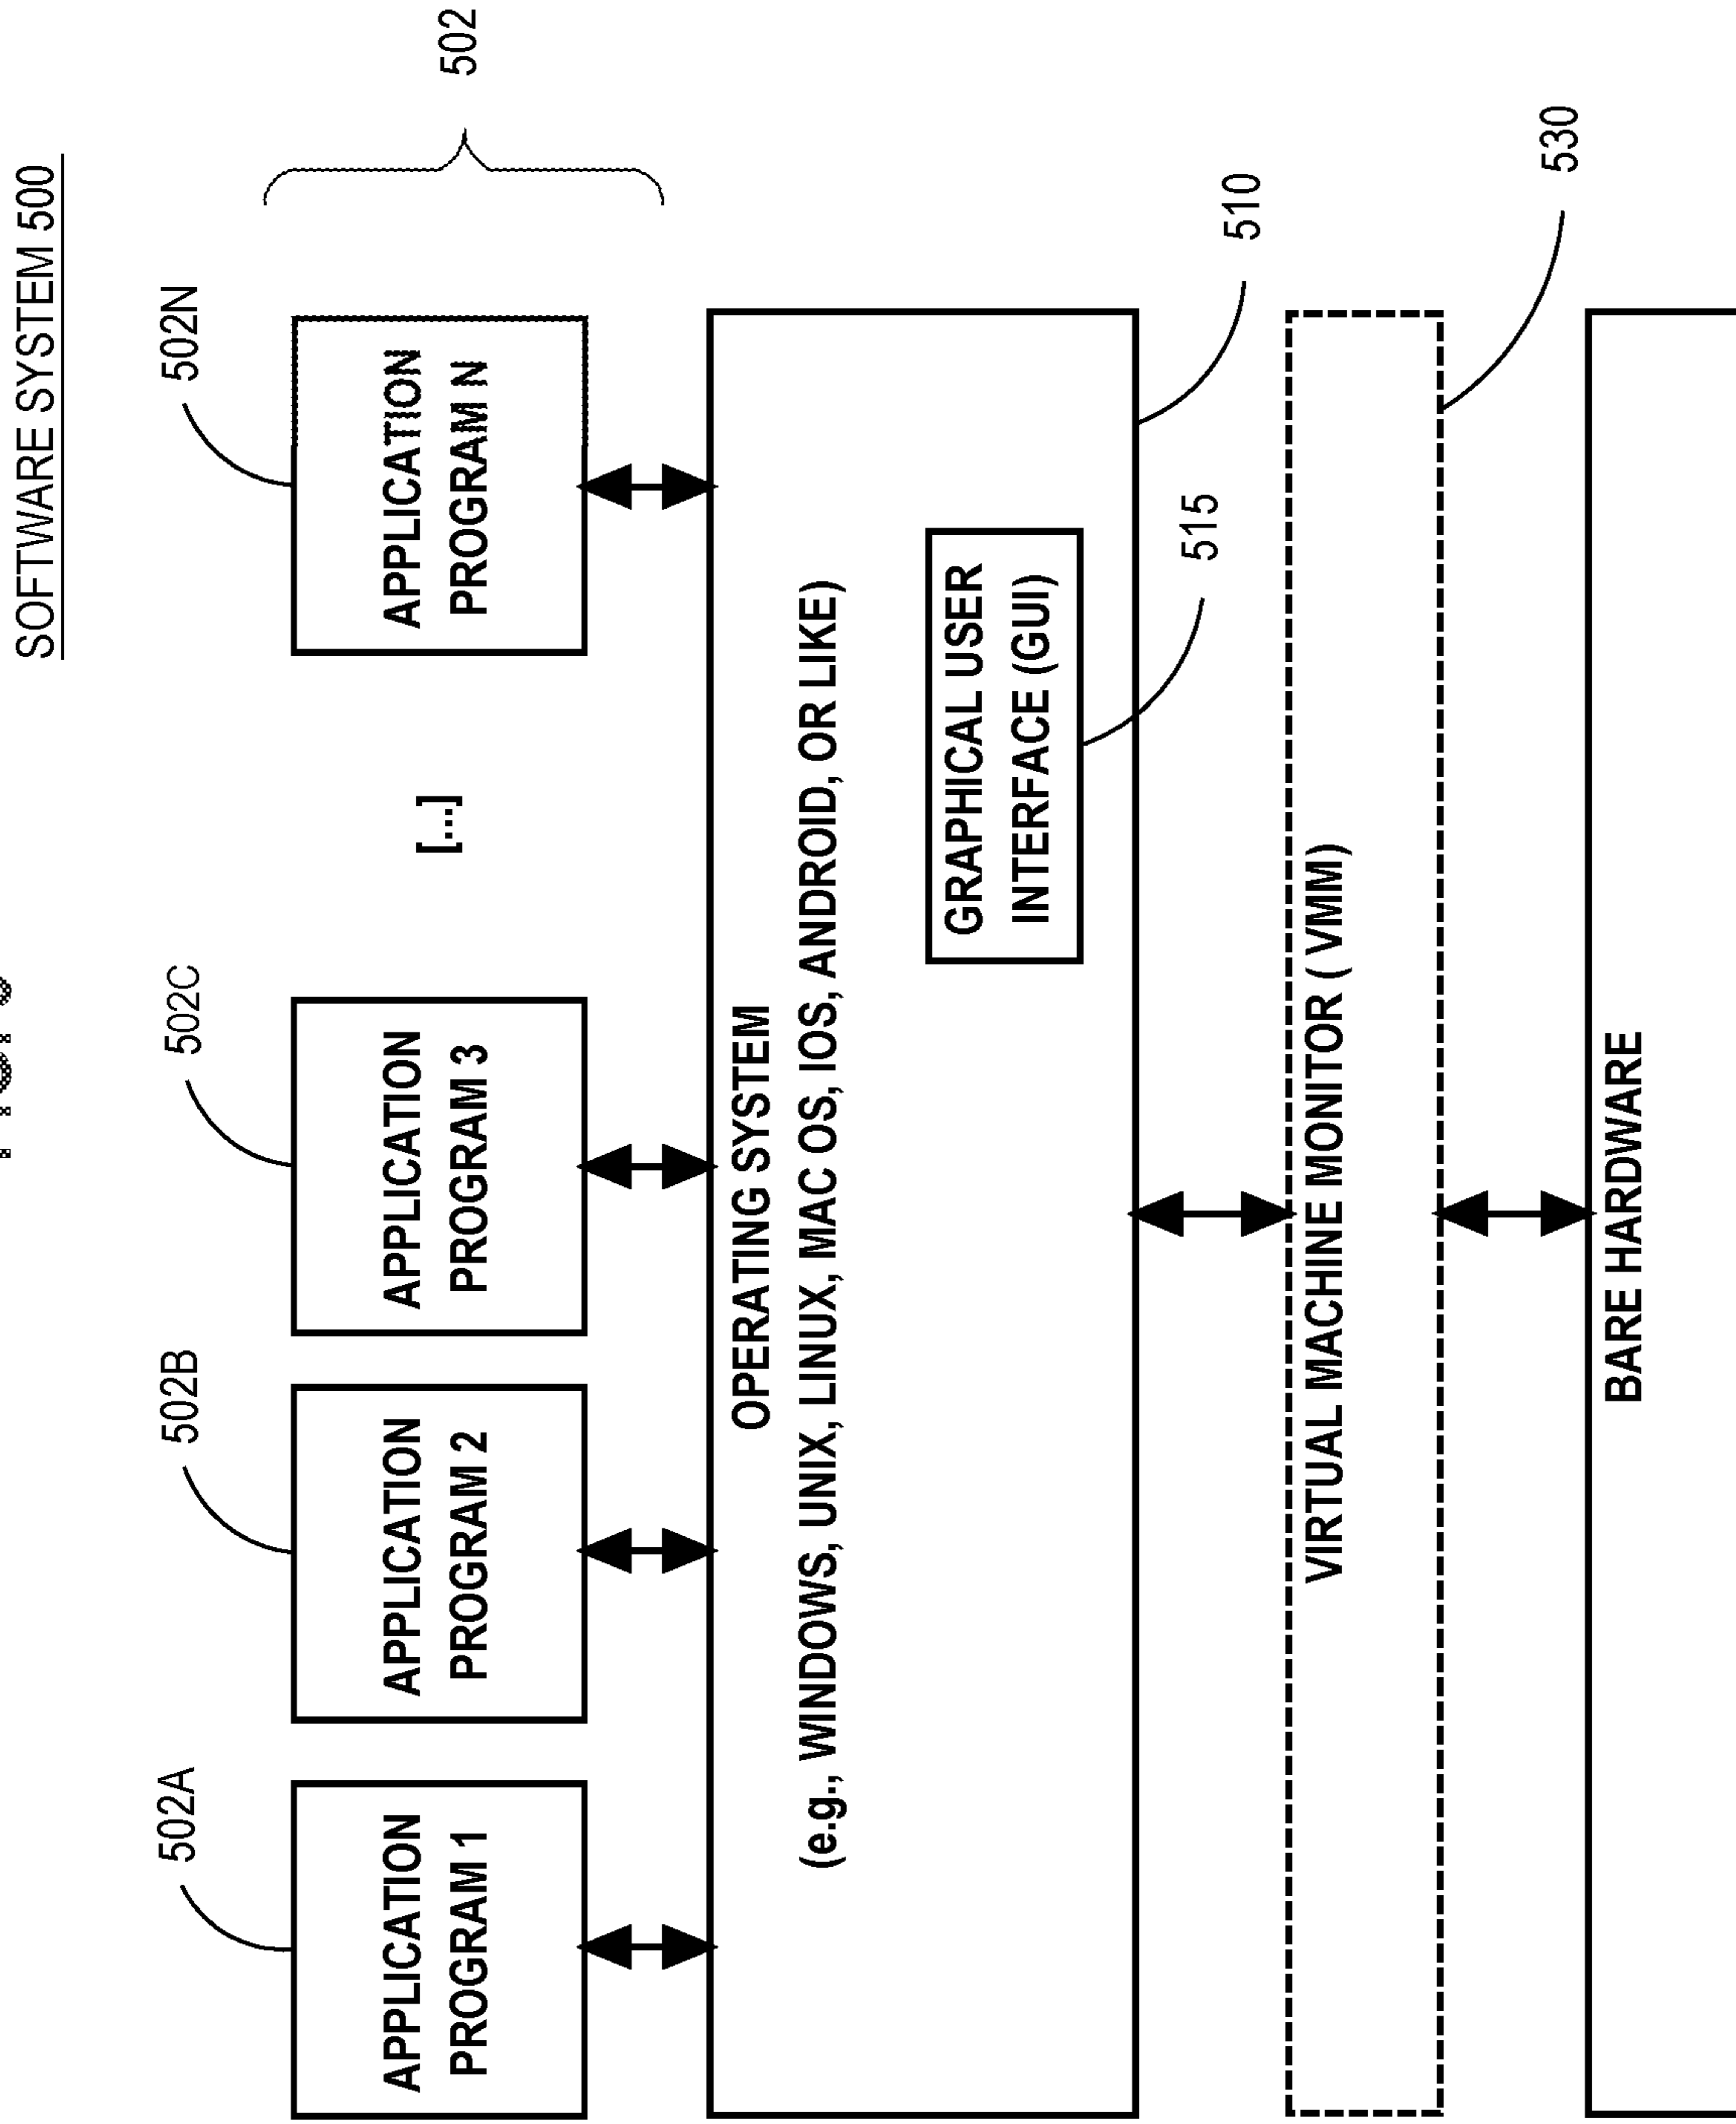 SOFTWARE SYSTEM 500
502A
502B
502C
502N
502
APPLICATION
PROGRAM 1
APPLICATION
PROGRAM 2
APPLICATION
PROGRAM 3
[...]
APPLICATION
PROGRAM N
OPERATING SYSTEM
(e.g., WINDOWS, UNIX, LINUX, MAC OS, IOS, ANDROID, OR LIKE)
GRAPHICAL USER
INTERFACE (GUI)
515
510
VIRTUAL MACHINE MONITOR ( VMM)
530
BARE HARDWARE